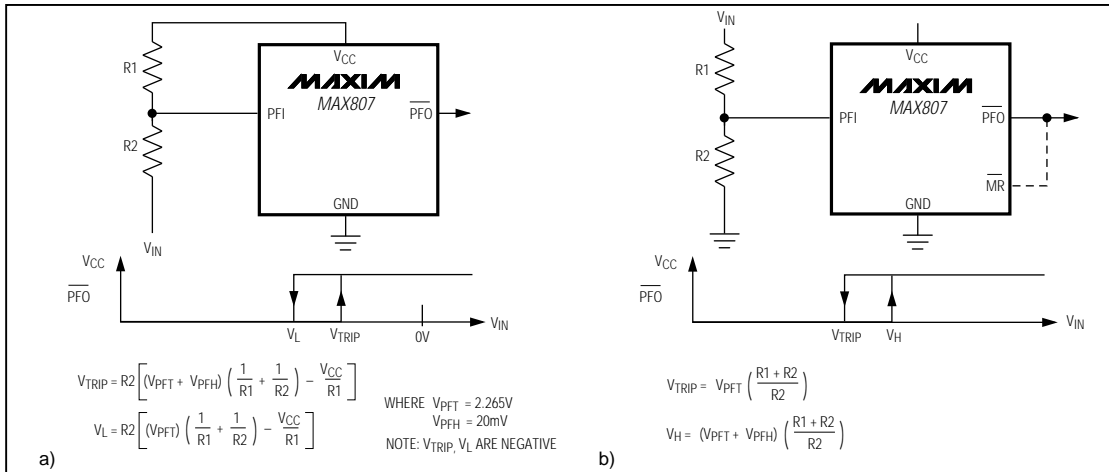 VCC
R1
MAXIM
MAX807
PFI
PFO
R2
GND
VIN
VCC
PFO
VL
VTRIP
0V
VIN
VTRIP = R2 [(VPFT + VPFH) (1/R1 + 1/R2) – VCC/R1]
VL = R2 [(VPFT) (1/R1 + 1/R2) – VCC/R1]
WHERE VPFT = 2.265V
VPFH = 20mV
NOTE: VTRIP, VL ARE NEGATIVE
a)
VIN
VCC
R1
MAXIM
MAX807
PFI
PFO
R2
MR
GND
VCC
PFO
VTRIP
VH
VIN
VTRIP = VPFT (R1 + R2/R2)
VH = (VPFT + VPFH) (R1 + R2/R2)
b)